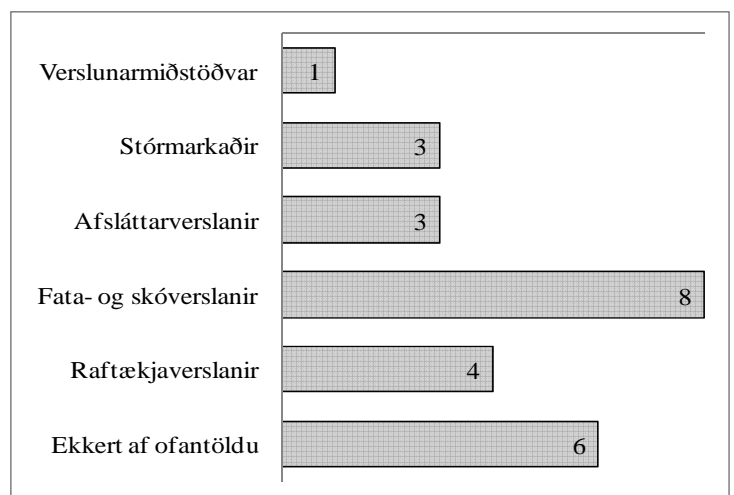 Verslunarmiðstöðvar 1
Stórmarkaðir 3
Afsláttarverslanir 3
Fata- og skóverslanir 8
Raftækjaverslanir 4
Ekkert af ofantöldu 6